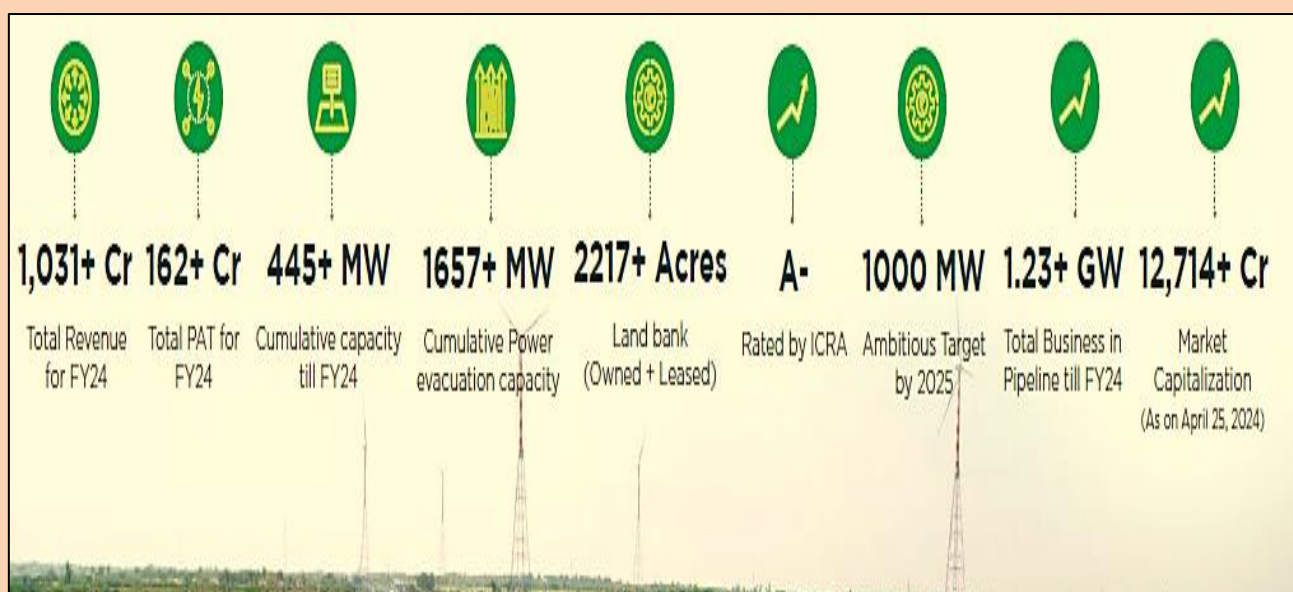 1,031+ Cr
Total Revenue
for FY24
162+ Cr
Total PAT for
FY24
445+ MW
Cumulative capacity
till FY24
1657+ MW
Cumulative Power
evacuation capacity
2217+ Acres
Land bank
(Owned + Leased)
A-
Rated by ICRA
1000 MW
Ambitious Target
by 2025
1.23+ GW
Total Business in
Pipeline till FY24
12,714+ Cr
Market
Capitalization
(As on April 25, 2024)